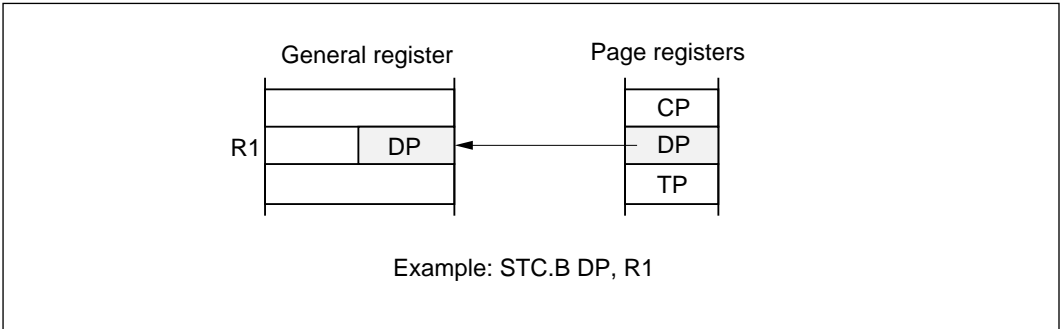 General register
Page registers
CP
R1
DP
DP
TP
Example: STC.B DP, R1